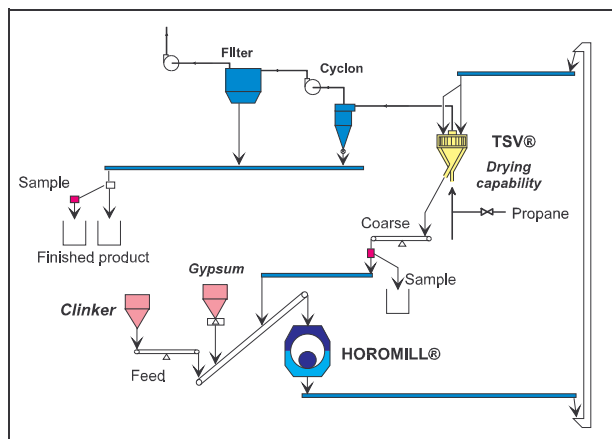 FIlter
Cyclon
TSV®
Drying
capability
Sample
Propane
Coarse
Finished product
Gypsum
Sample
Clinker
HOROMILL®
Feed